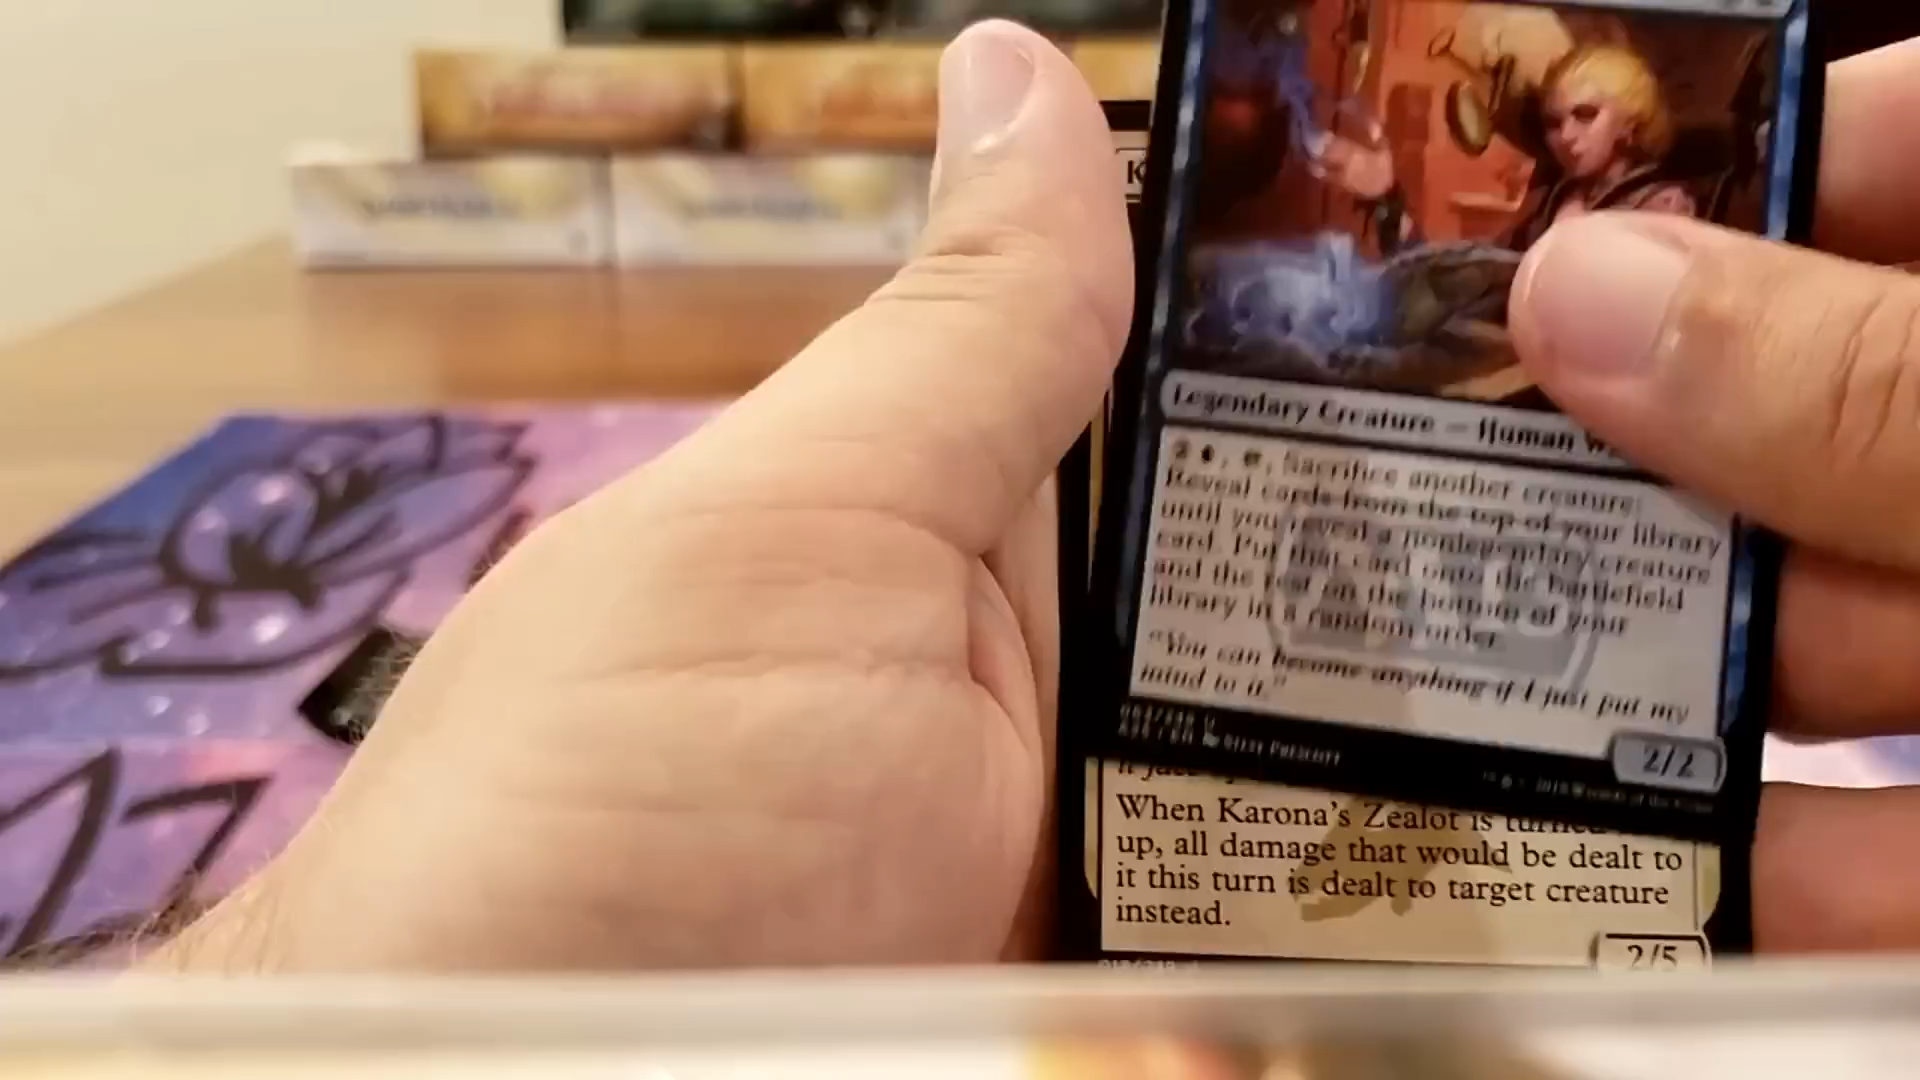 K
Legendary Creature — Human W
2, Sacrifice another creature:
Reveal cards from the top of your library
until you reveal a nonlegendary creature
card. Put that card onto the battlefield
and the rest on the bottom of your
library in a random order.
"You can become anything if I just put my
mind to it."
2/2
When Karona's Zealot is turned
up, all damage that would be dealt to
it this turn is dealt to target creature
instead.
2/5